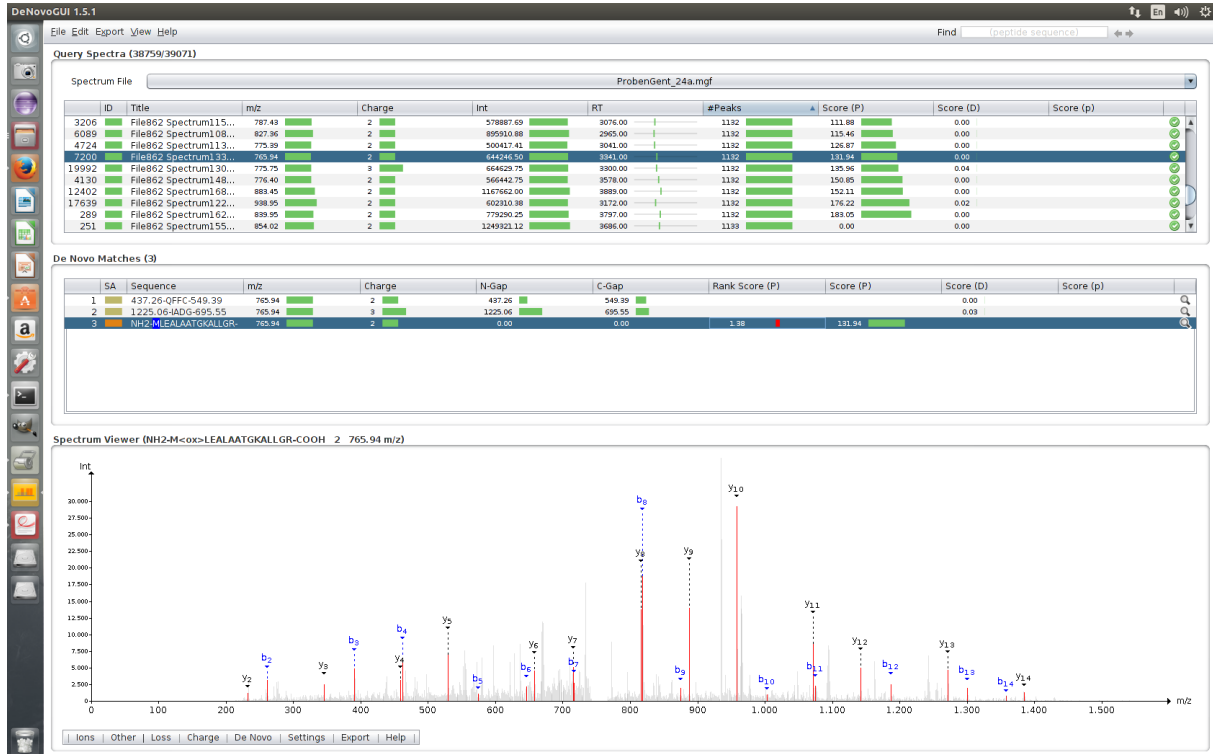 DeNovoGUI 1.5.1 En
File Edit Export View Help Find (peptide sequence)
Query Spectra (38759/39071)
Spectrum File ProbenGent_24a.mgf
ID Title m/z Charge Int RT #Peaks Score (P) Score (D) Score (p)
3076 File862 Spectrum115... 787.43 2 578887.69 3076.00 1132 111.88 0.00
6089 File862 Spectrum108... 827.36 2 895910.88 2965.00 1132 115.46 0.00
4724 File862 Spectrum113... 775.39 2 500417.41 3041.00 1132 126.87 0.00
7200 File862 Spectrum133... 765.94 2 644246.50 3341.00 1132 131.94 0.00
19992 File862 Spectrum130... 775.75 3 664629.75 3300.00 1132 135.96 0.04
4130 File862 Spectrum148... 776.40 2 566442.75 3578.00 1132 150.85 0.00
12402 File862 Spectrum168... 883.45 2 1167662.00 3889.00 1132 152.11 0.00
17639 File862 Spectrum122... 938.95 2 602310.38 3172.00 1132 176.22 0.02
289 File862 Spectrum162... 839.95 2 779290.25 3797.00 1132 183.05 0.00
251 File862 Spectrum155... 854.02 2 1249321.12 3686.00 1133 0.00 0.00
De Novo Matches (3)
SA Sequence m/z Charge N-Gap C-Gap Rank Score (P) Score (P) Score (D) Score (p)
1 437.26-QFFC-549.39 765.94 2 437.26 549.39 0.00
2 1225.06-IADG-695.55 765.94 3 1225.06 695.55 0.03
3 NH2-MLEALAATGKALLGR- 765.94 2 0.00 0.00 1.38 131.94
Spectrum Viewer (NH2-M<ox>LEALAATGKALLGR-COOH 2 765.94 m/z)
Int
30.000
27.500
25.000
22.500
20.000
17.500
15.000
12.500
10.000
7.500
5.000
2.500
0
y2 b2 y3 b3 y4 b4 y5 b5 b6 y6 y7 b7 y8 b8 b9 y9 y10 b10 y11 b11 y12 b12 y13 b13 b14 y14
0 100 200 300 400 500 600 700 800 900 1.000 1.100 1.200 1.300 1.400 1.500 m/z
Ions | Other | Loss | Charge | De Novo | Settings | Export | Help